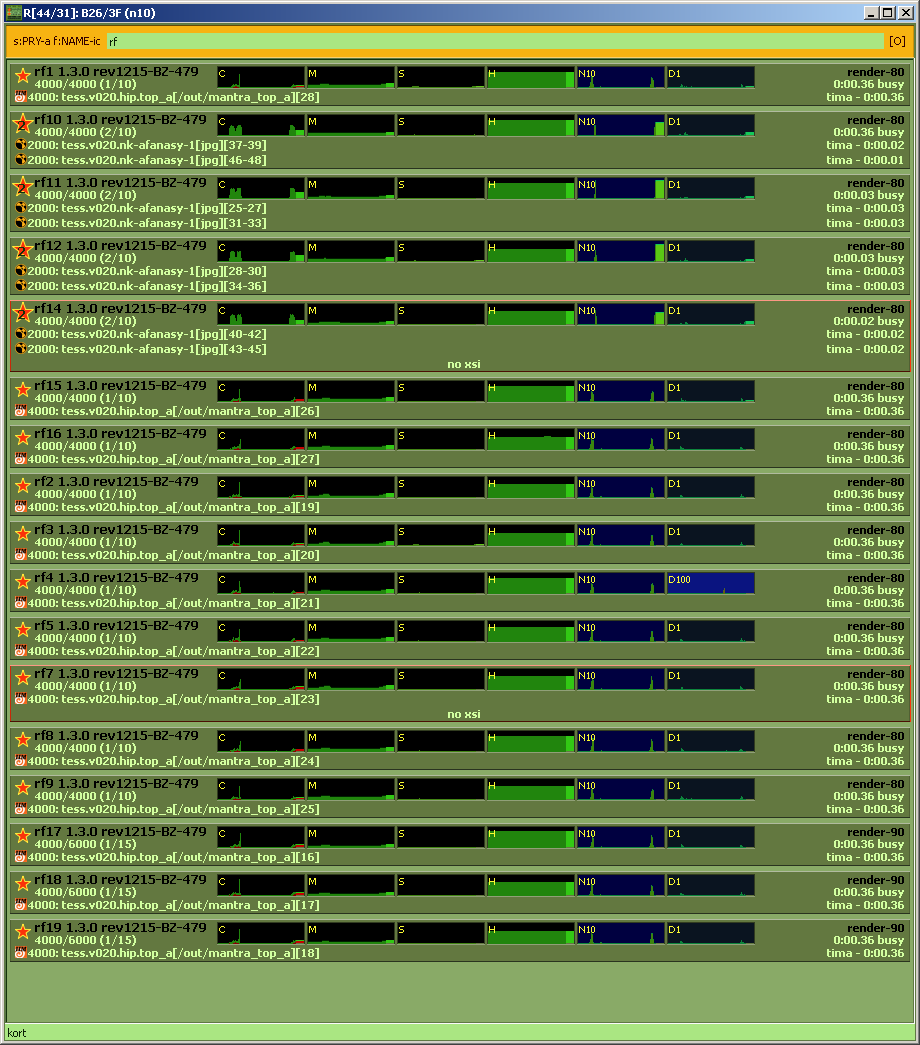 R[44/31]: B26/3F (n10)
s:PRY-a f:NAME-ic rf [O]
rf1 1.3.0 rev1215-BZ-479 C M S H N10 D1 render-80
4000/4000 (1/10) 0:00.36 busy
4000: tess.v020.hip.top_a[/out/mantra_top_a][28] tima - 0:00.36
2 rf10 1.3.0 rev1215-BZ-479 C M S H N10 D1 render-80
4000/4000 (2/10) 0:00.36 busy
2000: tess.v020.nk-afanasy-1[jpg][37-39] tima - 0:00.02
2000: tess.v020.nk-afanasy-1[jpg][46-48] tima - 0:00.01
2 rf11 1.3.0 rev1215-BZ-479 C M S H N10 D1 render-80
4000/4000 (2/10) 0:00.03 busy
2000: tess.v020.nk-afanasy-1[jpg][25-27] tima - 0:00.03
2000: tess.v020.nk-afanasy-1[jpg][31-33] tima - 0:00.03
2 rf12 1.3.0 rev1215-BZ-479 C M S H N10 D1 render-80
4000/4000 (2/10) 0:00.03 busy
2000: tess.v020.nk-afanasy-1[jpg][28-30] tima - 0:00.03
2000: tess.v020.nk-afanasy-1[jpg][34-36] tima - 0:00.03
2 rf14 1.3.0 rev1215-BZ-479 C M S H N10 D1 render-80
4000/4000 (2/10) 0:00.02 busy
2000: tess.v020.nk-afanasy-1[jpg][40-42] tima - 0:00.02
2000: tess.v020.nk-afanasy-1[jpg][43-45] tima - 0:00.02
no xsi
rf15 1.3.0 rev1215-BZ-479 C M S H N10 D1 render-80
4000/4000 (1/10) 0:00.36 busy
4000: tess.v020.hip.top_a[/out/mantra_top_a][26] tima - 0:00.36
rf16 1.3.0 rev1215-BZ-479 C M S H N10 D1 render-80
4000/4000 (1/10) 0:00.36 busy
4000: tess.v020.hip.top_a[/out/mantra_top_a][27] tima - 0:00.36
rf2 1.3.0 rev1215-BZ-479 C M S H N10 D1 render-80
4000/4000 (1/10) 0:00.36 busy
4000: tess.v020.hip.top_a[/out/mantra_top_a][19] tima - 0:00.36
rf3 1.3.0 rev1215-BZ-479 C M S H N10 D1 render-80
4000/4000 (1/10) 0:00.36 busy
4000: tess.v020.hip.top_a[/out/mantra_top_a][20] tima - 0:00.36
rf4 1.3.0 rev1215-BZ-479 C M S H N10 D100 render-80
4000/4000 (1/10) 0:00.36 busy
4000: tess.v020.hip.top_a[/out/mantra_top_a][21] tima - 0:00.36
rf5 1.3.0 rev1215-BZ-479 C M S H N10 D1 render-80
4000/4000 (1/10) 0:00.36 busy
4000: tess.v020.hip.top_a[/out/mantra_top_a][22] tima - 0:00.36
rf7 1.3.0 rev1215-BZ-479 C M S H N10 D1 render-80
4000/4000 (1/10) 0:00.36 busy
4000: tess.v020.hip.top_a[/out/mantra_top_a][23] tima - 0:00.36
no xsi
rf8 1.3.0 rev1215-BZ-479 C M S H N10 D1 render-80
4000/4000 (1/10) 0:00.36 busy
4000: tess.v020.hip.top_a[/out/mantra_top_a][24] tima - 0:00.36
rf9 1.3.0 rev1215-BZ-479 C M S H N10 D1 render-80
4000/4000 (1/10) 0:00.36 busy
4000: tess.v020.hip.top_a[/out/mantra_top_a][25] tima - 0:00.36
rf17 1.3.0 rev1215-BZ-479 C M S H N10 D1 render-90
4000/6000 (1/15) 0:00.36 busy
4000: tess.v020.hip.top_a[/out/mantra_top_a][16] tima - 0:00.36
rf18 1.3.0 rev1215-BZ-479 C M S H N10 D1 render-90
4000/6000 (1/15) 0:00.36 busy
4000: tess.v020.hip.top_a[/out/mantra_top_a][17] tima - 0:00.36
rf19 1.3.0 rev1215-BZ-479 C M S H N10 D1 render-90
4000/6000 (1/15) 0:00.36 busy
4000: tess.v020.hip.top_a[/out/mantra_top_a][18] tima - 0:00.36
kort